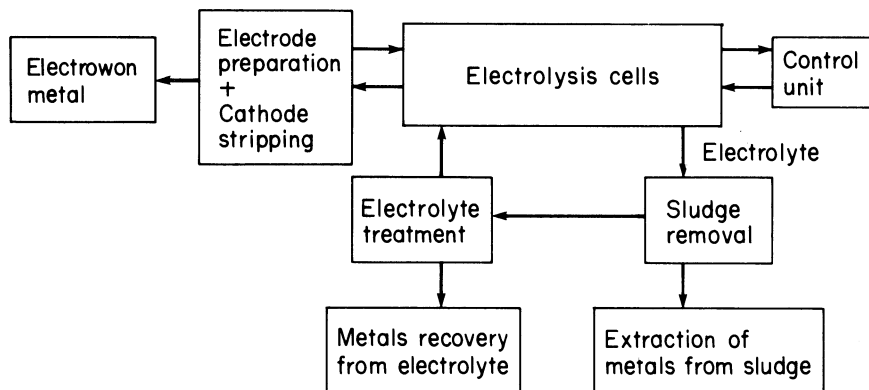 Electrowon
metal
Electrode
preparation
+
Cathode
stripping
Electrolysis cells
Control
unit
Electrolyte
Electrolyte
treatment
Sludge
removal
Metals recovery
from electrolyte
Extraction of
metals from sludge